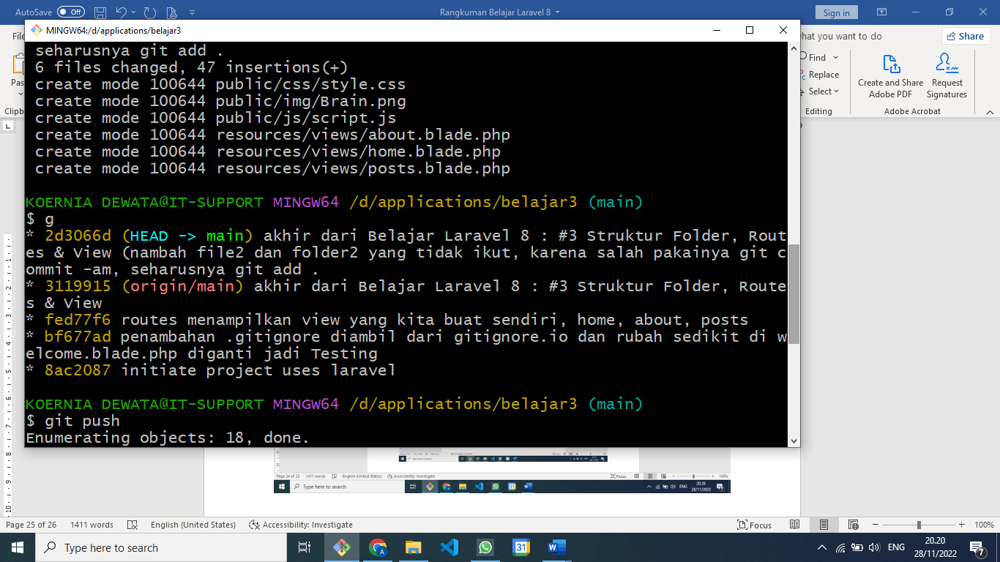 AutoSave Off
Rangkuman Belajar Laravel 8
Sign in
MINGW64:/d/applications/belajar3
hat you want to do
Share
Find
Replace
Select
Editing
Create and Share
Adobe PDF
Request
Signatures
Adobe Acrobat
seharusnya git add .
6 files changed, 47 insertions(+)
create mode 100644 public/css/style.css
create mode 100644 public/img/Brain.png
create mode 100644 public/js/script.js
create mode 100644 resources/views/about.blade.php
create mode 100644 resources/views/home.blade.php
create mode 100644 resources/views/posts.blade.php
KOERNIA DEWATA@IT-SUPPORT MINGW64 /d/applications/belajar3 (main)
$ g
* 2d3066d (HEAD -> main) akhir dari Belajar Laravel 8 : #3 Struktur Folder, Rout
es & View (nambah file2 dan folder2 yang tidak ikut, karena salah pakainya git c
ommit -am, seharusnya git add .
* 3119915 (origin/main) akhir dari Belajar Laravel 8 : #3 Struktur Folder, Route
s & View
* fed77f6 routes menampilkan view yang kita buat sendiri, home, about, posts
* bf677ad penambahan .gitignore diambil dari gitignore.io dan rubah sedikit di w
elcome.blade.php diganti jadi Testing
* 8ac2087 initiate project uses laravel
KOERNIA DEWATA@IT-SUPPORT MINGW64 /d/applications/belajar3 (main)
$ git push
Enumerating objects: 18, done.
Page 24 of 25 1411 words English (United States) Accessibility: Investigate Focus 100%
Type here to search ENG 20.20
28/11/2022
Page 25 of 26 1411 words English (United States) Accessibility: Investigate Focus 100%
Type here to search ENG 20.20
28/11/2022 7